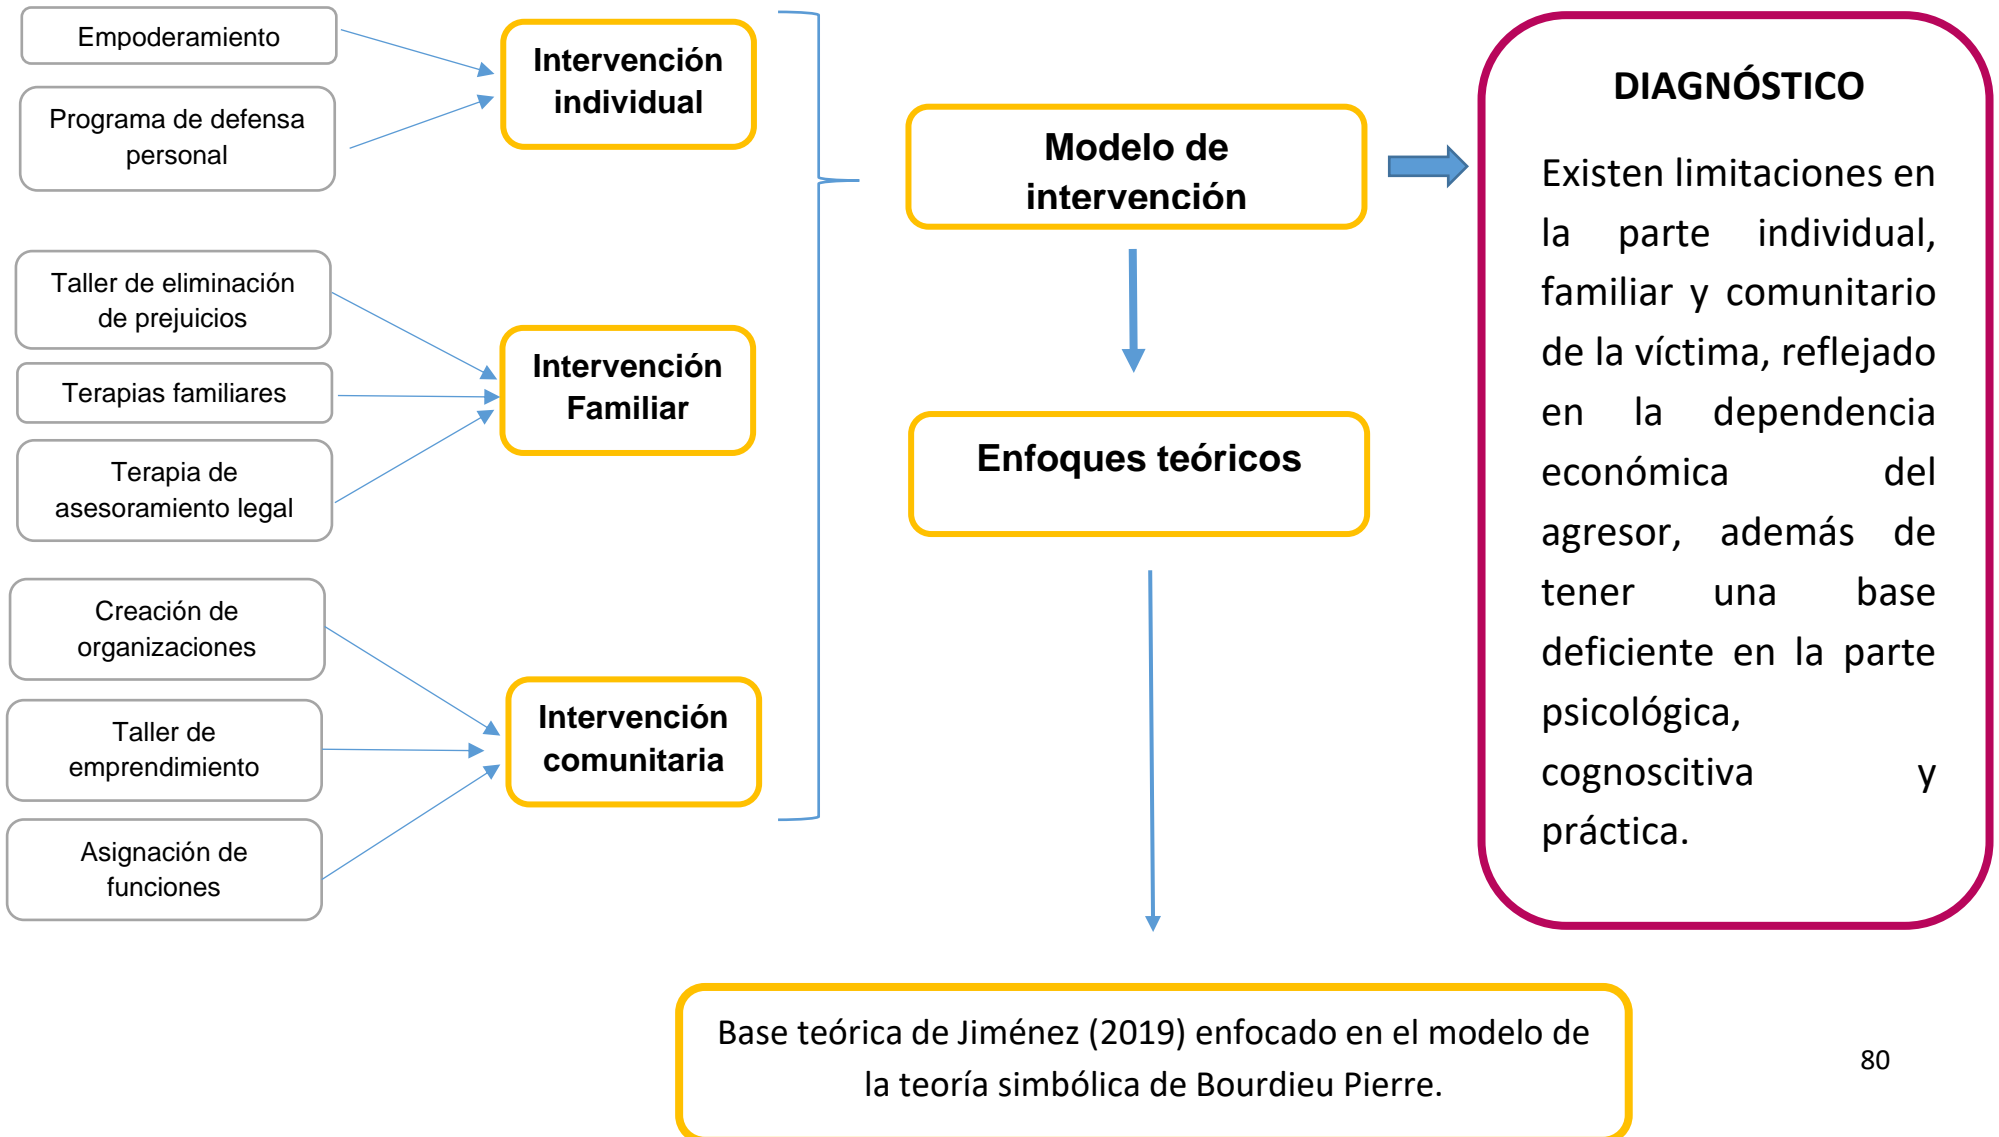 Empoderamiento
Programa de defensa
personal
Taller de eliminación
de prejuicios
Terapias familiares
Terapia de
asesoramiento legal
Creación de
organizaciones
Taller de
emprendimiento
Asignación de
funciones
Intervención
individual
Intervención
Familiar
Intervención
comunitaria
Modelo de
intervención
Enfoques teóricos
Base teórica de Jiménez (2019) enfocado en el modelo de
la teoría simbólica de Bourdieu Pierre.
DIAGNÓSTICO
Existen limitaciones en
la parte individual,
familiar y comunitario
de la víctima, reflejado
en la dependencia
económica del
agresor, además de
tener una base
deficiente en la parte
psicológica,
cognoscitiva y
práctica.
80